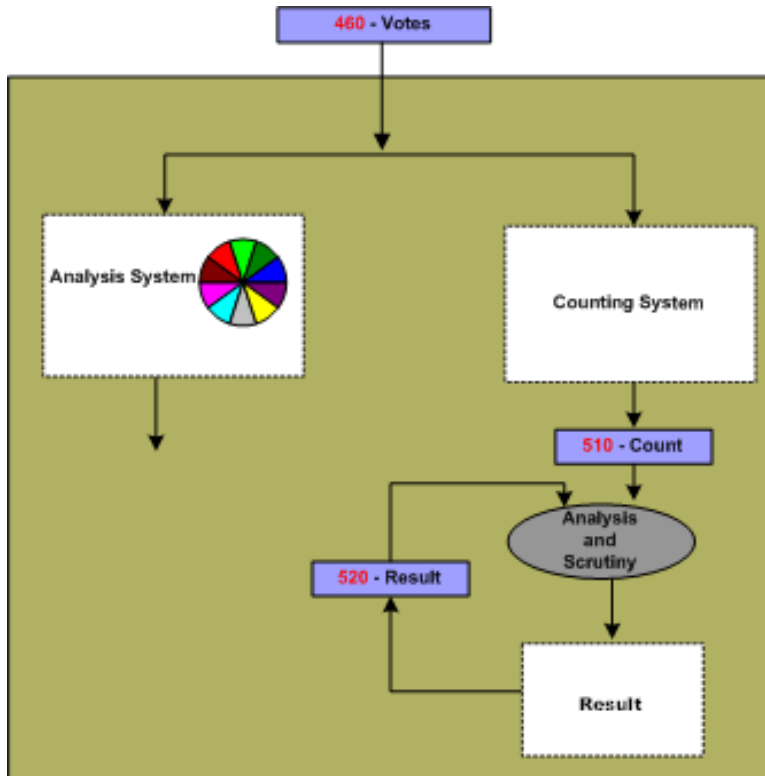 460 - Votes
Analysis System
Counting System
510 - Count
Analysis
and
Scrutiny
520 - Result
Result